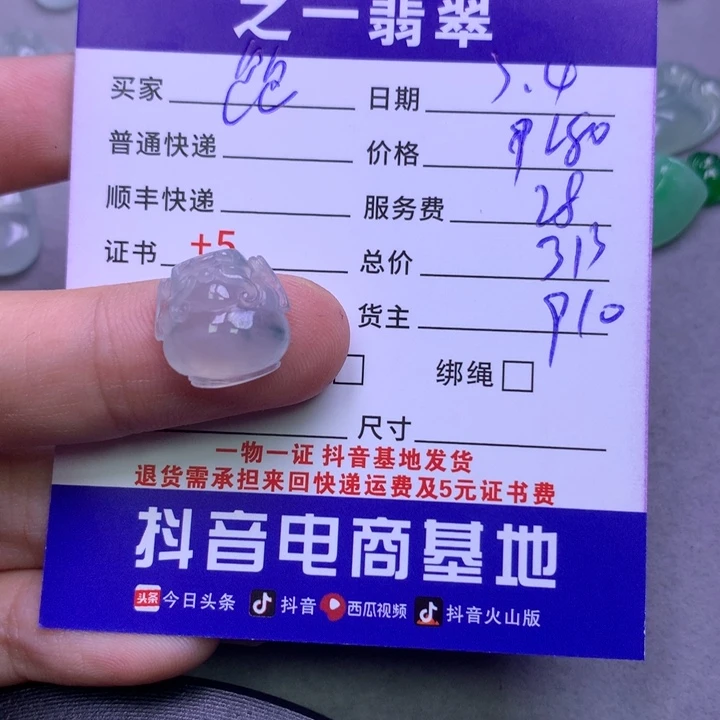 之一翡翠
买家 日期 5.4
普通快递 价格
顺丰快递 服务费 28
证书 +5 总价 313
货主 910
绑绳
尺寸
一物一证 抖音基地发货
退货需承担来回快递运费及5元证书费
抖音电商基地
头条 今日头条 抖音 西瓜视频 抖音火山版